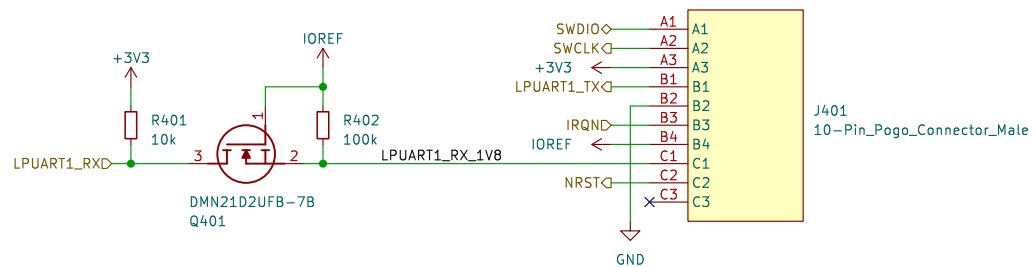 +3V3
R401
10k
LPUART1_RX
3
1
2
DMN21D2UFB-7B
Q401
IOREF
R402
100k
LPUART1_RX_1V8
SWDIO
A1
A1
SWCLK
A2
A2
+3V3
A3
A3
LPUART1_TX
B1
B1
B2
B2
IRQN
B3
B3
IOREF
B4
B4
C1
C1
NRST
C2
C2
C3
C3
GND
J401
10-Pin_Pogo_Connector_Male